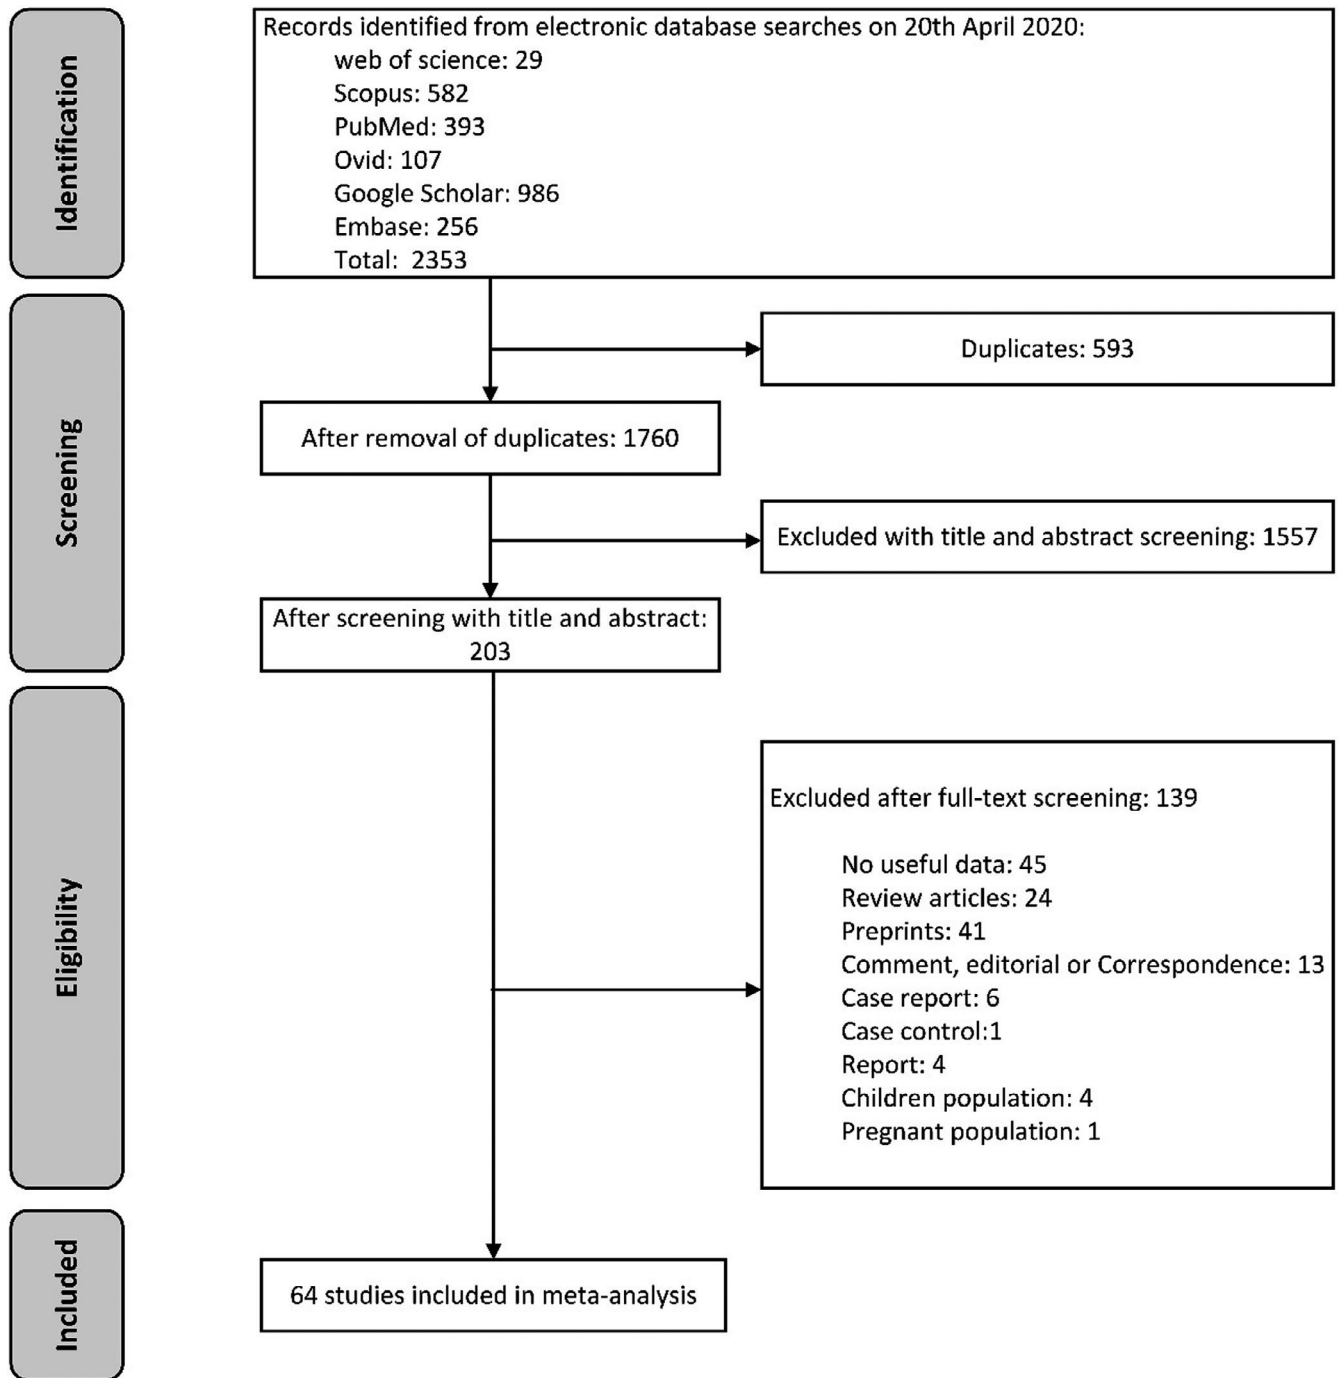 Identification
Records identified from electronic database searches on 20th April 2020:
web of science: 29
Scopus: 582
PubMed: 393
Ovid: 107
Google Scholar: 986
Embase: 256
Total: 2353
Screening
Duplicates: 593
After removal of duplicates: 1760
Excluded with title and abstract screening: 1557
After screening with title and abstract:
203
Eligibility
Excluded after full-text screening: 139
No useful data: 45
Review articles: 24
Preprints: 41
Comment, editorial or Correspondence: 13
Case report: 6
Case control:1
Report: 4
Children population: 4
Pregnant population: 1
Included
64 studies included in meta-analysis